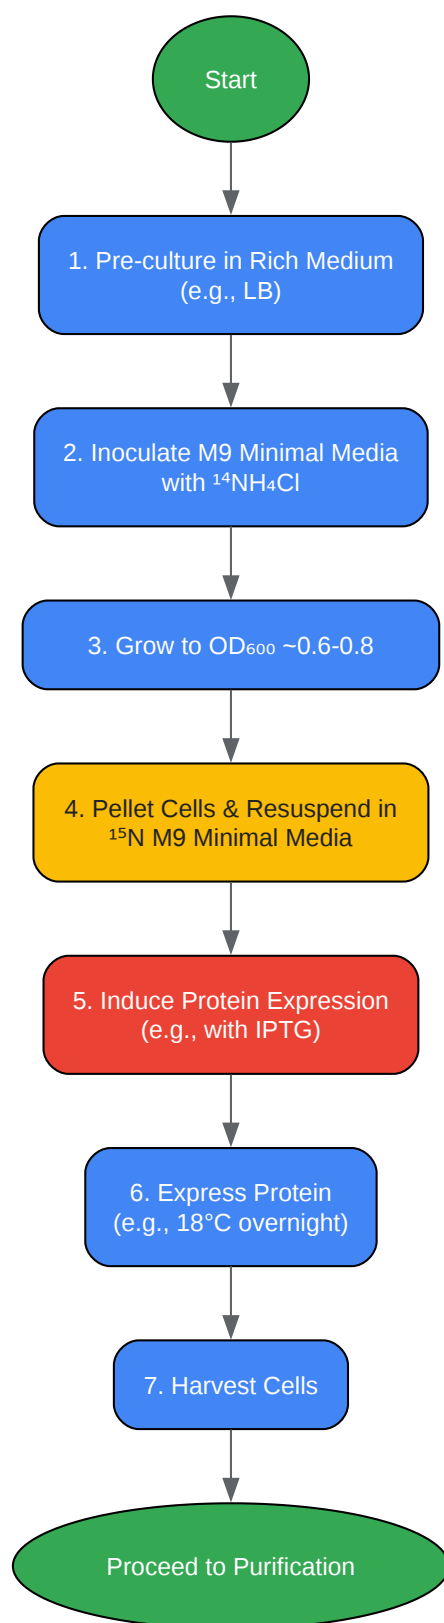 Start
1. Pre-culture in Rich Medium
(e.g., LB)
2. Inoculate M9 Minimal Media
with ¹⁴NH₄Cl
3. Grow to OD₆₀₀ ~0.6-0.8
4. Pellet Cells & Resuspend in
¹⁵N M9 Minimal Media
5. Induce Protein Expression
(e.g., with IPTG)
6. Express Protein
(e.g., 18°C overnight)
7. Harvest Cells
Proceed to Purification